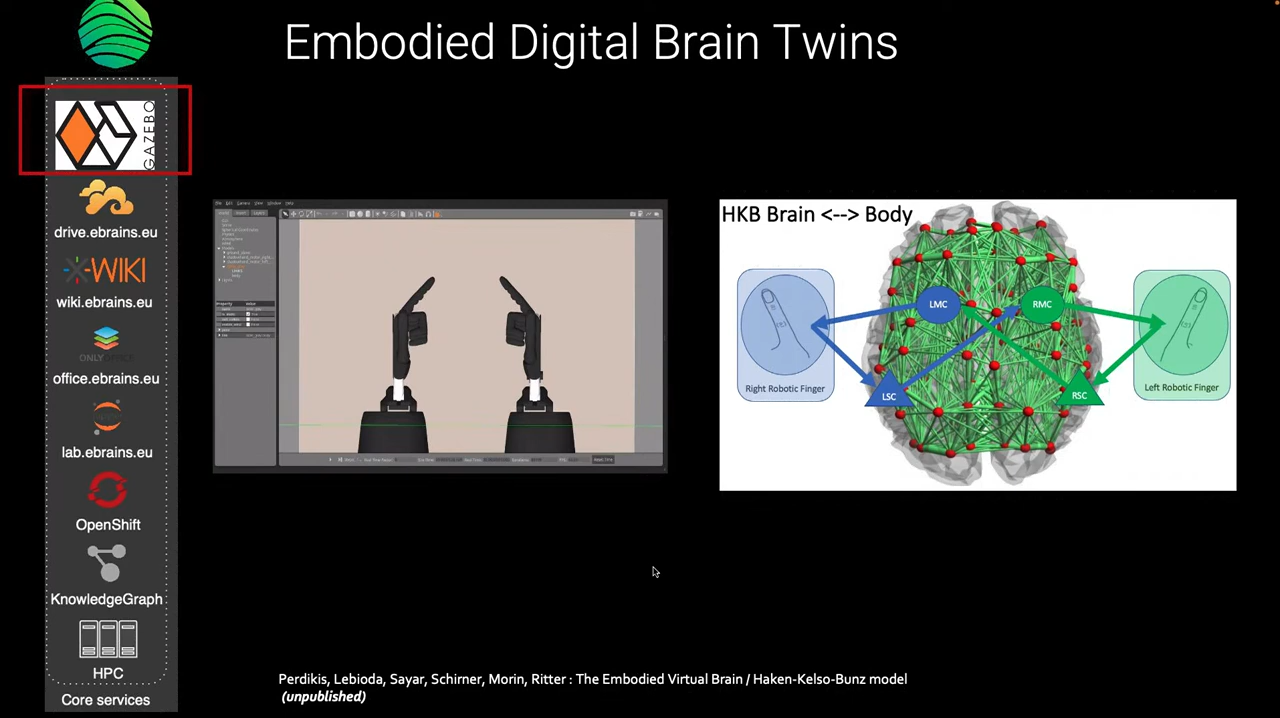 Embodied Digital Brain Twins
GAZEBO
drive.ebrains.eu
XWIKI
wiki.ebrains.eu
ONLYOFFICE
office.ebrains.eu
lab.ebrains.eu
OpenShift
KnowledgeGraph
HPC
Core services
HKB Brain <--> Body
LMC
RMC
Right Robotic Finger
Left Robotic Finger
LSC
RSC
Perdikis, Lebioda, Sayar, Schirner, Morin, Ritter : The Embodied Virtual Brain / Haken-Kelso-Bunz model
(unpublished)